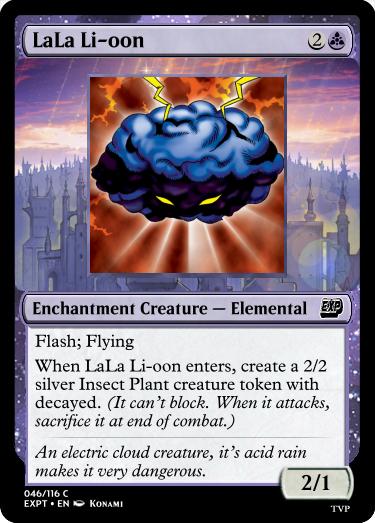 LaLa Li-oon 2
Enchantment Creature — Elemental EXP
Flash; Flying
When LaLa Li-oon enters, create a 2/2
silver Insect Plant creature token with
decayed. (It can't block. When it attacks,
sacrifice it at end of combat.)
An electric cloud creature, it's acid rain
makes it very dangerous.
2/1
046/116 C
EXPT • EN Konami
TVP